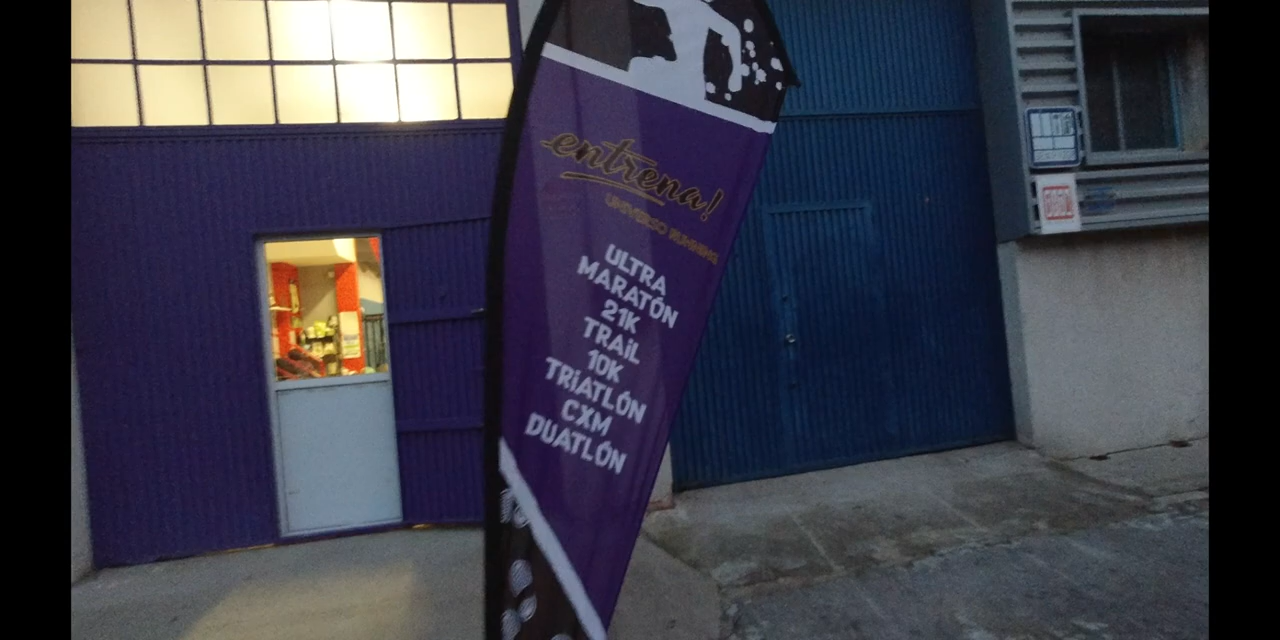 entrena!
UNIVERSO RUNNING
ULTRA
MARATÓN
21K
TRAiL
10K
TRiATLÓN
CXM
DUATLÓN